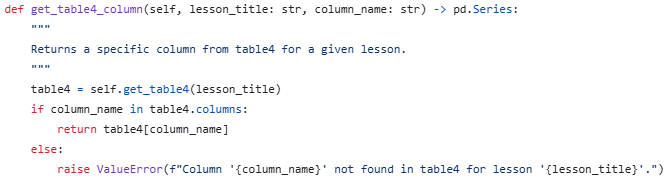 def get_table4_column(self, lesson_title: str, column_name: str) -> pd.Series:
    """
    Returns a specific column from table4 for a given lesson.
    """
    table4 = self.get_table4(lesson_title)
    if column_name in table4.columns:
        return table4[column_name]
    else:
        raise ValueError(f"Column '{column_name}' not found in table4 for lesson '{lesson_title}'.")